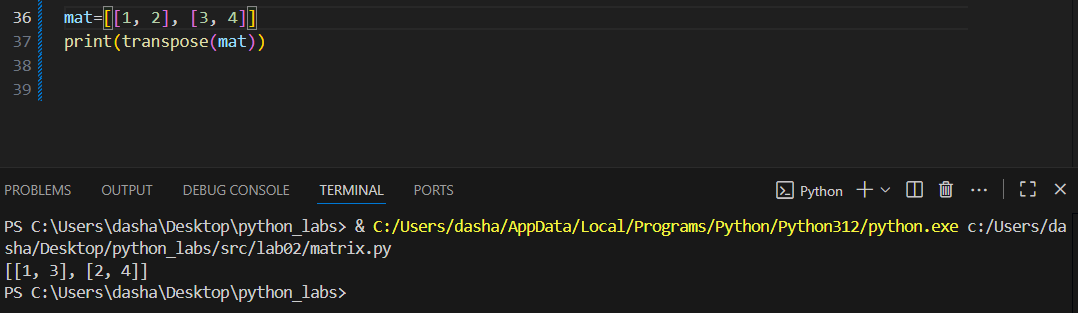 36 mat=[[1, 2], [3, 4]]
37 print(transpose(mat))
38
39
PROBLEMS OUTPUT DEBUG CONSOLE TERMINAL PORTS Python
PS C:\Users\dasha\Desktop\python_labs> & C:/Users/dasha/AppData/Local/Programs/Python/Python312/python.exe c:/Users/da
sha/Desktop/python_labs/src/lab02/matrix.py
[[1, 3], [2, 4]]
PS C:\Users\dasha\Desktop\python_labs>